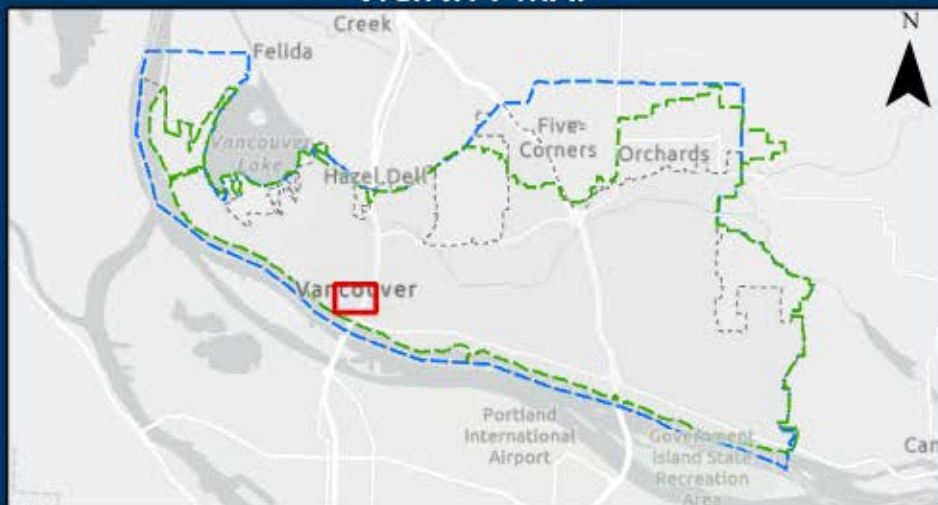 Creek
N
Felida
Vancouver
Lake
Five
Corners
Orchards
Hazel Dell
Vancouver
Portland
International
Airport
Government
Island State
Recreation
Area